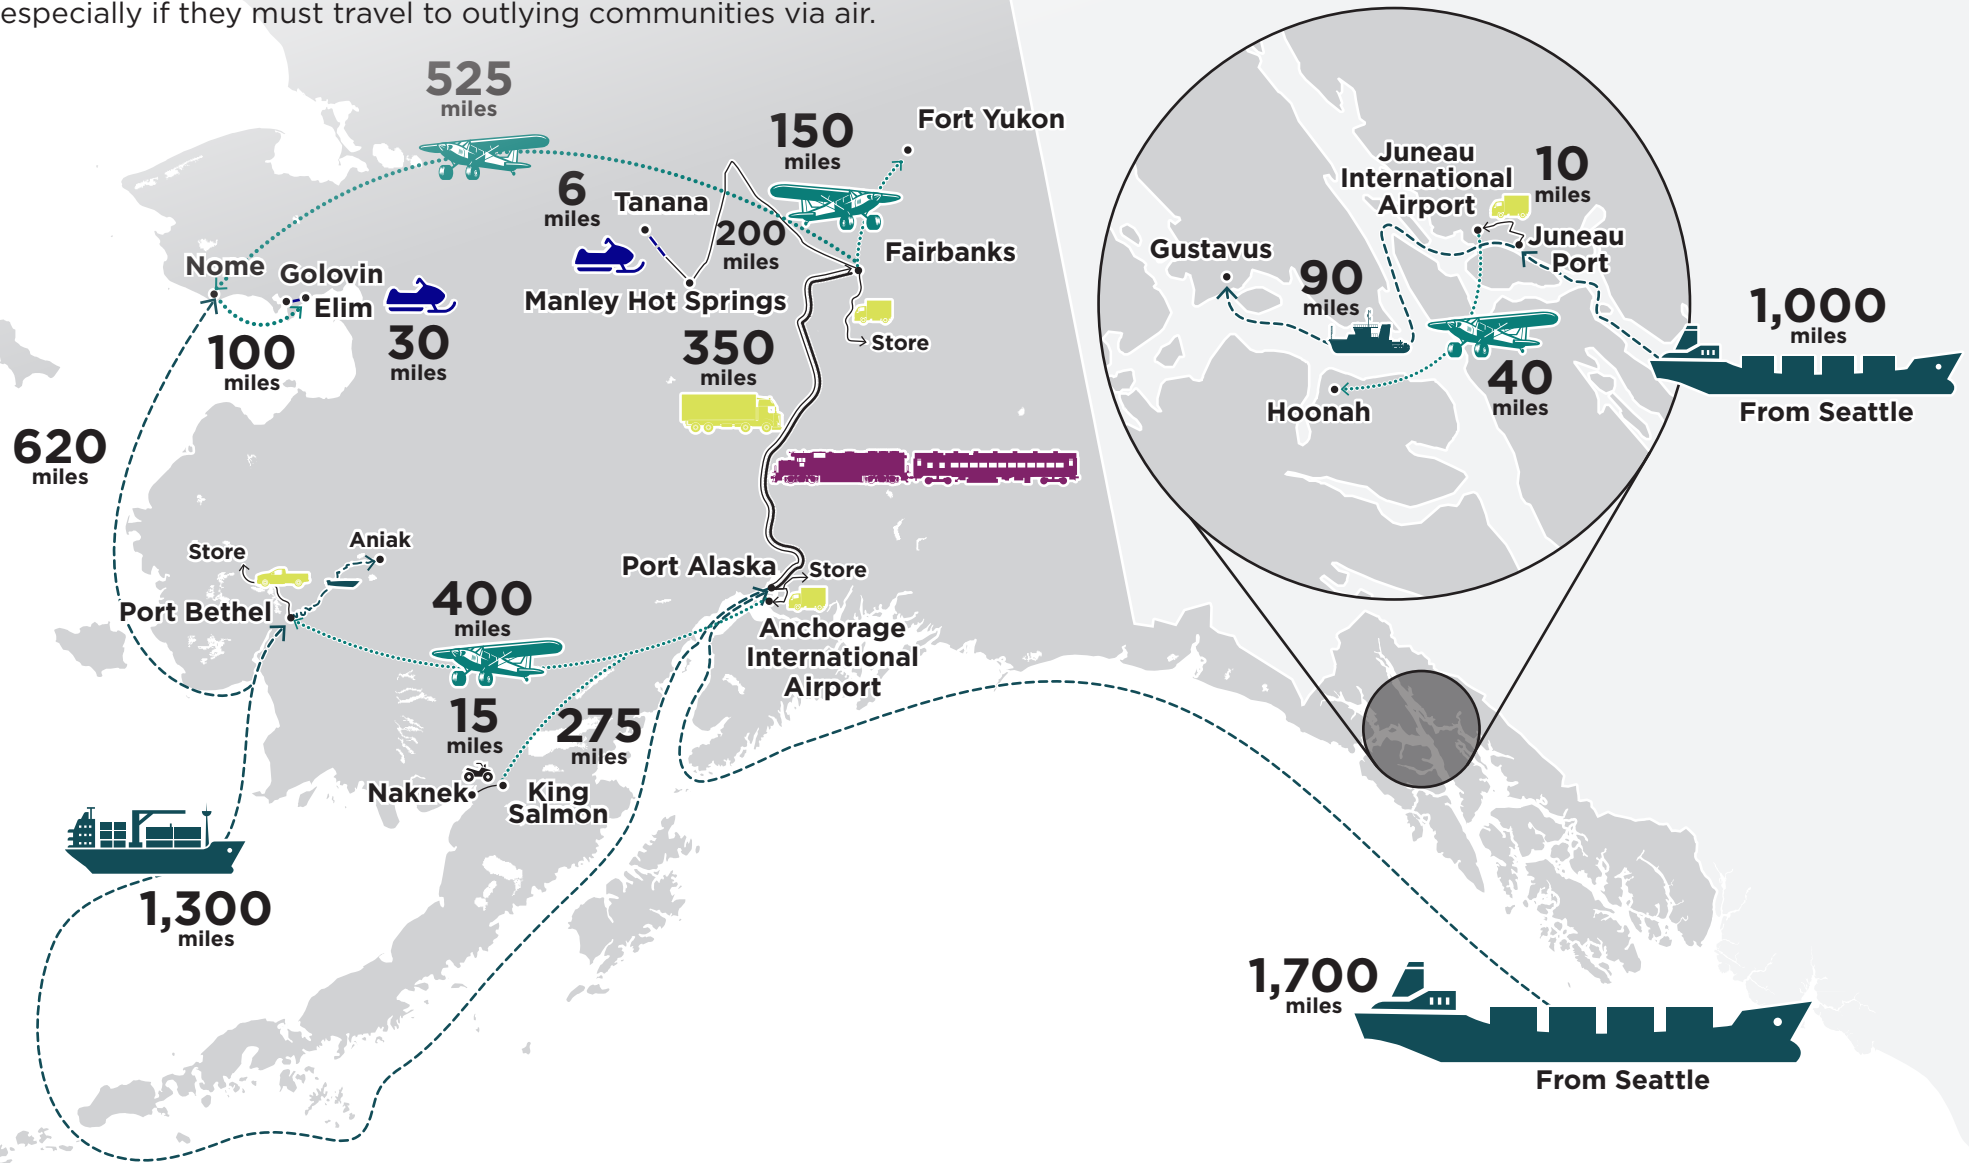 especially if they must travel to outlying communities via air.
525
miles
150
miles
Fort Yukon
6
miles
Tanana
200
miles
Fairbanks
Manley Hot Springs
Nome
Golovin
Elim
100
miles
30
miles
350
miles
Store
620
miles
Store
Aniak
Port Bethel
400
miles
Port Alaska
Store
Anchorage
International
Airport
15
miles
275
miles
Naknek
King
Salmon
1,300
miles
Juneau
International
Airport
10
miles
Juneau
Port
Gustavus
90
miles
40
miles
Hoonah
1,000
miles
From Seattle
1,700
miles
From Seattle